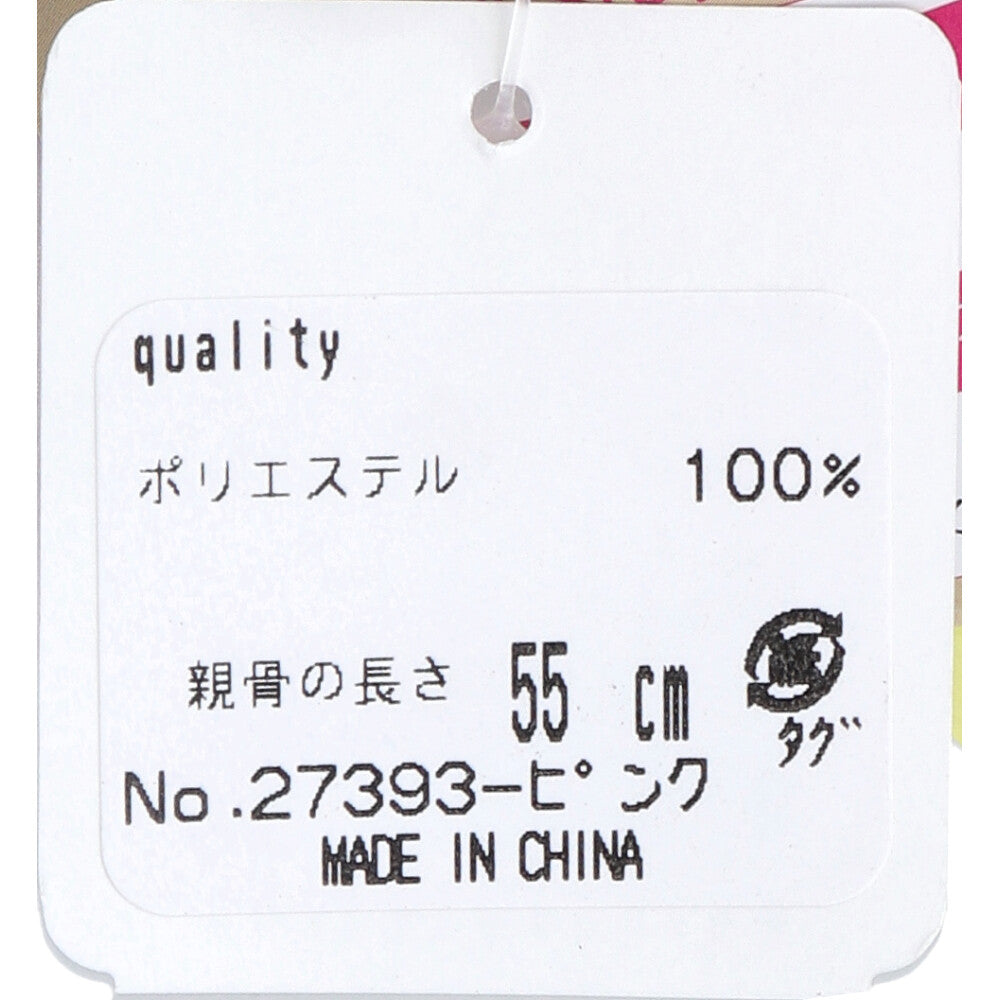 quality
ポリエステル 100%
親骨の長さ 55 cm
タグ
No.27393-ピンク
MADE IN CHINA